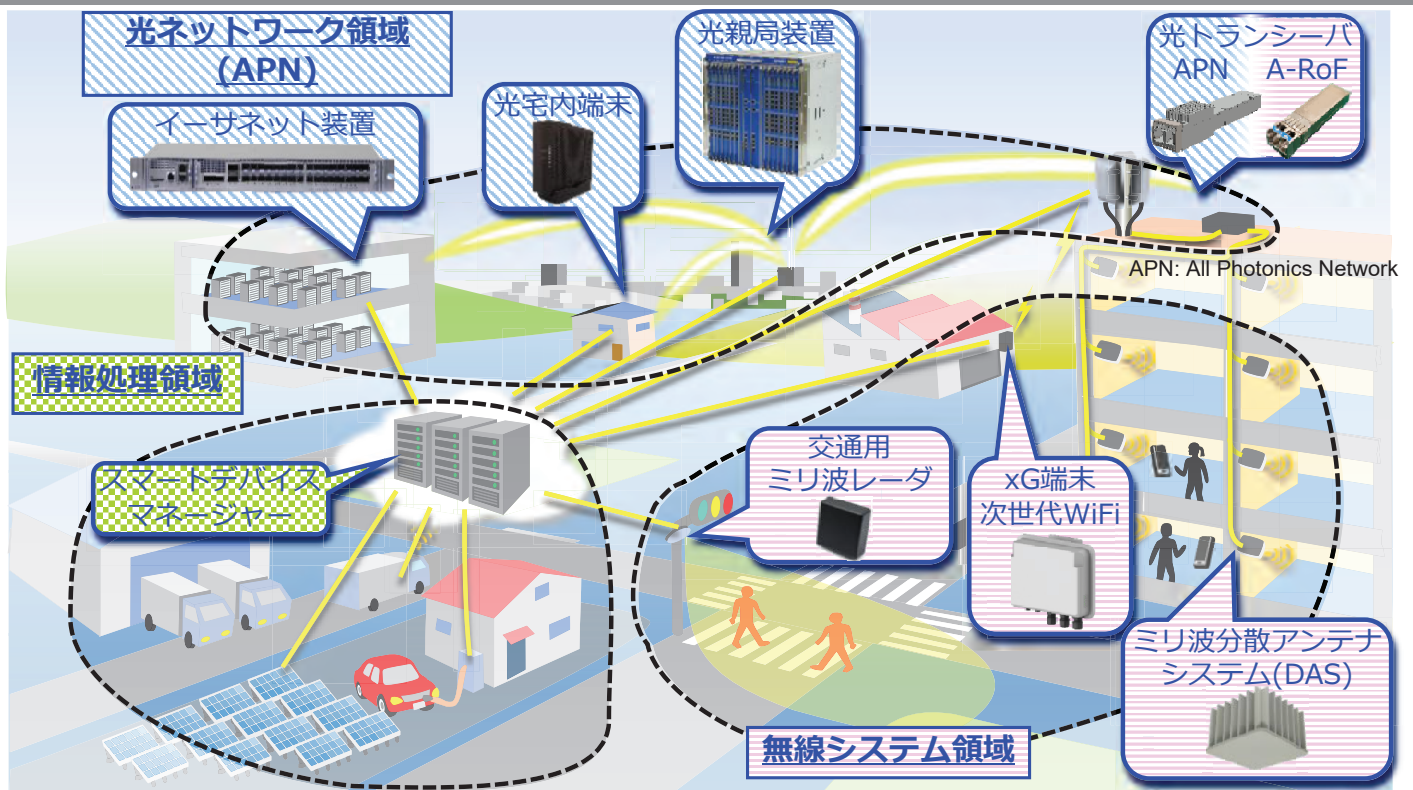 光ネットワーク領域
(APN)
イーサネット装置
光宅内端末
光親局装置
光トランシーバ
APN A-RoF
APN: All Photonics Network
情報処理領域
スマートデバイス
マネージャー
交通用
ミリ波レーダ
xG端末
次世代WiFi
ミリ波分散アンテナ
システム(DAS)
無線システム領域